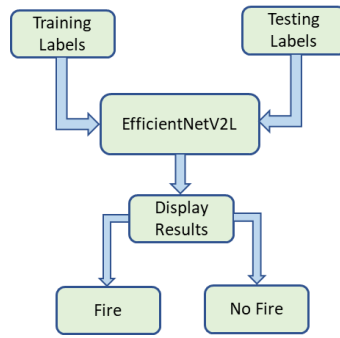 Training
Labels
Testing
Labels
EfficientNetV2L
Display
Results
Fire
No Fire